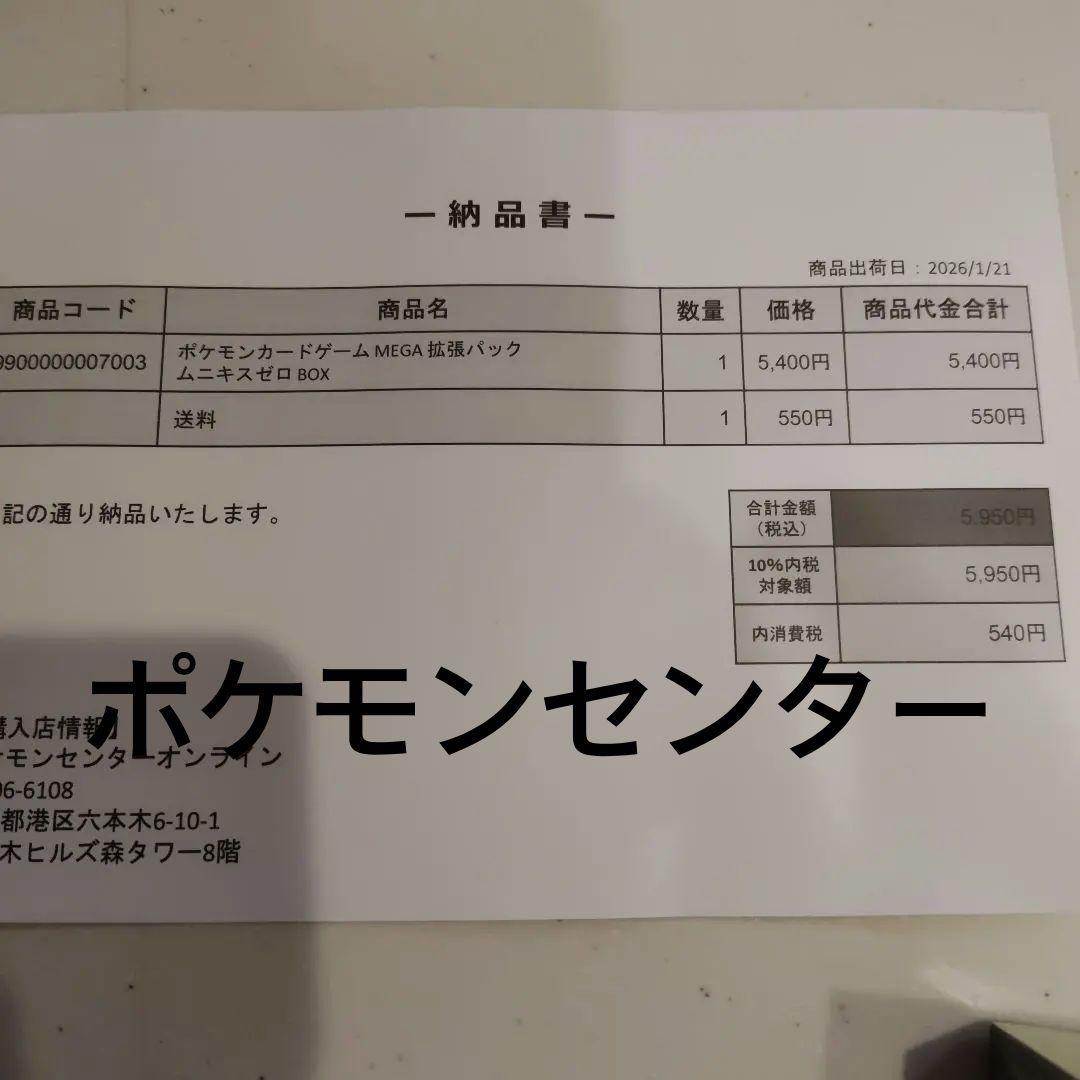 ー納品書ー
商品出荷日：2026/1/21
商品コード 商品名 数量 価格 商品代金合計
9900000007003 ポケモンカードゲーム MEGA 拡張パック
ムニキスゼロ BOX 1 5,400円 5,400円
送料 1 550円 550円
記の通り納品いたします。
合計金額
（税込） 5,950円
10%内税
対象額 5,950円
内消費税 540円
ポケモンセンター
購入店情報】
ケモンセンターオンライン
06-6108
都港区六本木6-10-1
木ヒルズ森タワー8階